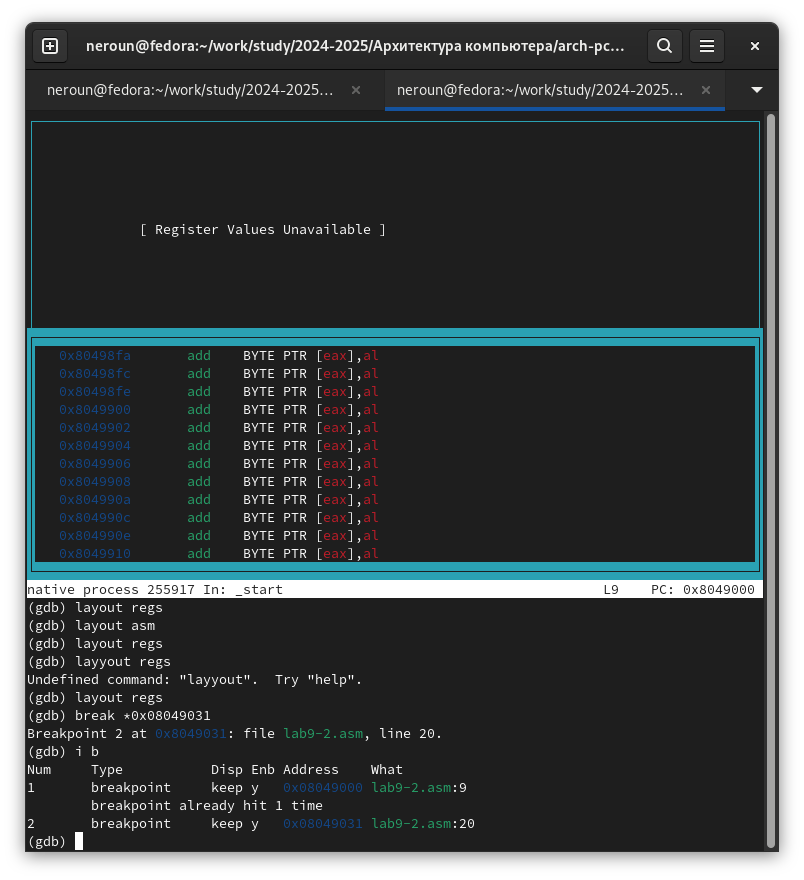 neroun@fedora:~/work/study/2024-2025/Архитектура компьютера/arch-pc...
neroun@fedora:~/work/study/2024-2025... neroun@fedora:~/work/study/2024-2025...
[ Register Values Unavailable ]
0x80498fa add BYTE PTR [eax],al
0x80498fc add BYTE PTR [eax],al
0x80498fe add BYTE PTR [eax],al
0x8049900 add BYTE PTR [eax],al
0x8049902 add BYTE PTR [eax],al
0x8049904 add BYTE PTR [eax],al
0x8049906 add BYTE PTR [eax],al
0x8049908 add BYTE PTR [eax],al
0x804990a add BYTE PTR [eax],al
0x804990c add BYTE PTR [eax],al
0x804990e add BYTE PTR [eax],al
0x8049910 add BYTE PTR [eax],al
native process 255917 In: _start L9 PC: 0x8049000
(gdb) layout regs
(gdb) layout asm
(gdb) layout regs
(gdb) layyout regs
Undefined command: "layyout". Try "help".
(gdb) layout regs
(gdb) break *0x08049031
Breakpoint 2 at 0x8049031: file lab9-2.asm, line 20.
(gdb) i b
Num Type Disp Enb Address What
1 breakpoint keep y 0x08049000 lab9-2.asm:9
breakpoint already hit 1 time
2 breakpoint keep y 0x08049031 lab9-2.asm:20
(gdb)